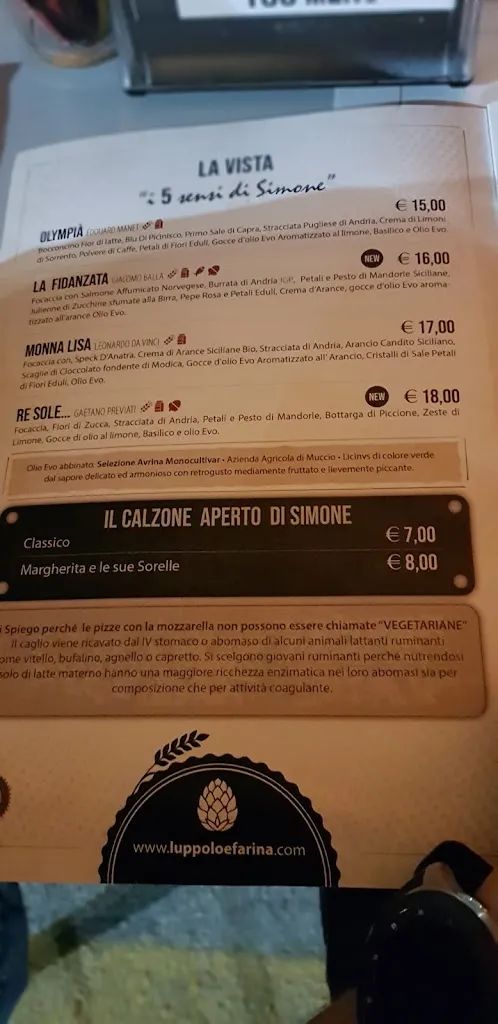 LA VISTA
"i 5 sensi di Simone"
€ 15,00
OLYMPIÀ EDOUARD MANET
Bocconcino Fior di latte, Blu Di Picinisco, Primo Sale di Capra, Stracciata Pugliese di Andria, Crema di Limoni
di Sorrento, Polvere di Caffe, Petali di Fiori Eduli, Gocce d'olio Evo Aromatizzato al limone, Basilico e Olio Evo.
NEW € 16,00
LA FIDANZATA GIACOMO BALLA
Focaccia con Salmone Affumicato Norvegese, Burrata di Andria IGP, Petali e Pesto di Mandorle Siciliane,
Julienne di Zucchine sfumate alla Birra, Pepe Rosa e Petali Eduli, Crema d'Arance, gocce d'olio Evo aroma-
tizzato all'arance Olio Evo.
€ 17,00
MONNA LISA LEONARDO DA VINCI
Focaccia con, Speck D'Anatra, Crema di Arance Siciliane Bio, Stracciata di Andria, Arancio Candito Siciliano,
Scaglie di Cioccolato fondente di Modica, Gocce d'olio Evo Aromatizzato all' Arancio, Cristalli di Sale Petali
di Fiori Eduli, Olio Evo.
NEW € 18,00
RE SOLE... GAETANO PREVIATI
Focaccia, Fiori di Zucca, Stracciata di Andria, Petali e Pesto di Mandorle, Bottarga di Piccione, Zeste di
Limone, Gocce di olio al limone, Basilico e olio Evo.
Olio Evo abbinato: Selezione Avrina Monocultivar • Azienda Agricola di Muccio • Licinvs di colore verde
dal sapore delicato ed armonioso con retrogusto mediamente fruttato e lievemente piccante.
IL CALZONE APERTO DI SIMONE
Classico € 7,00
Margherita e le sue Sorelle € 8,00
i Spiego perché le pizze con la mozzarella non possono essere chiamate "VEGETARIANE"
Il caglio viene ricavato dal IV stomaco o abomaso di alcuni animali lattanti ruminanti
ome vitello, bufalino, agnello o capretto. Si scelgono giovani ruminanti perché nutrendosi
solo di latte materno hanno una maggiore ricchezza enzimatica nei loro abomasi sia per
composizione che per attività coagulante.
www.luppoloefarina.com